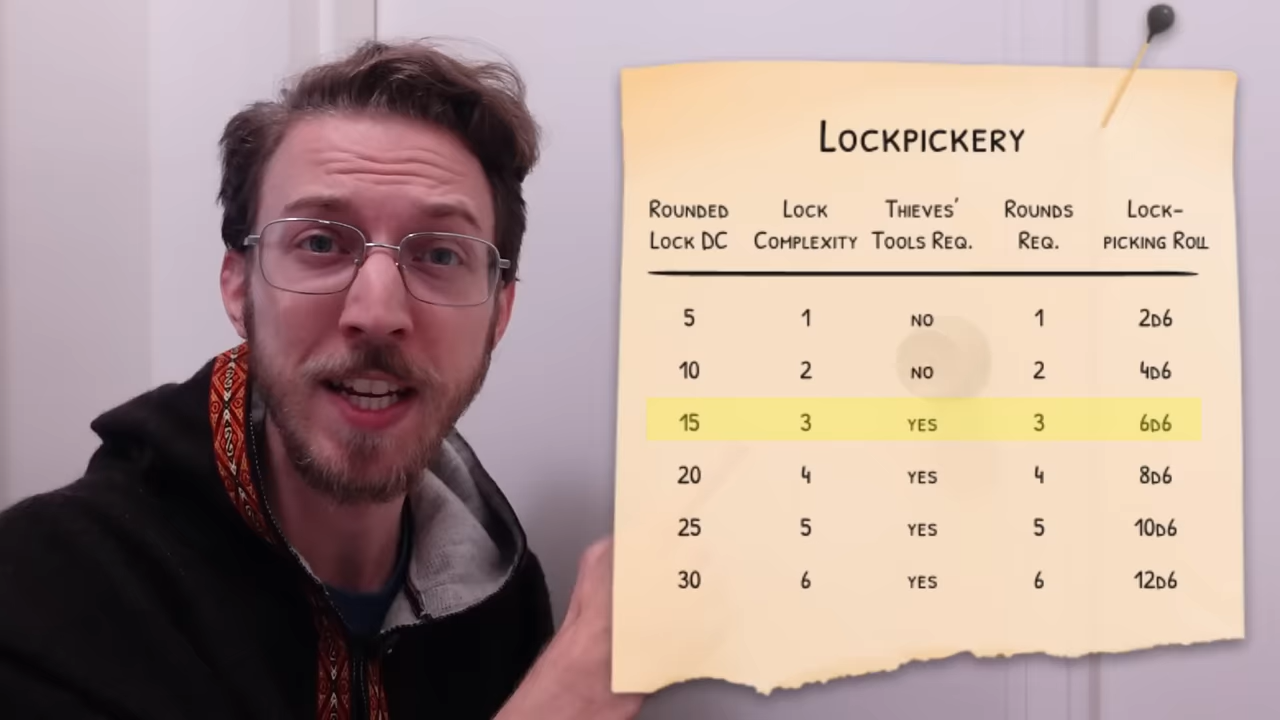 Lockpickery
Rounded Lock Thieves' Rounds Lock-
Lock DC Complexity Tools Req. Req. picking Roll
5 1 no 1 2d6
10 2 no 2 4d6
15 3 yes 3 6d6
20 4 yes 4 8d6
25 5 yes 5 10d6
30 6 yes 6 12d6